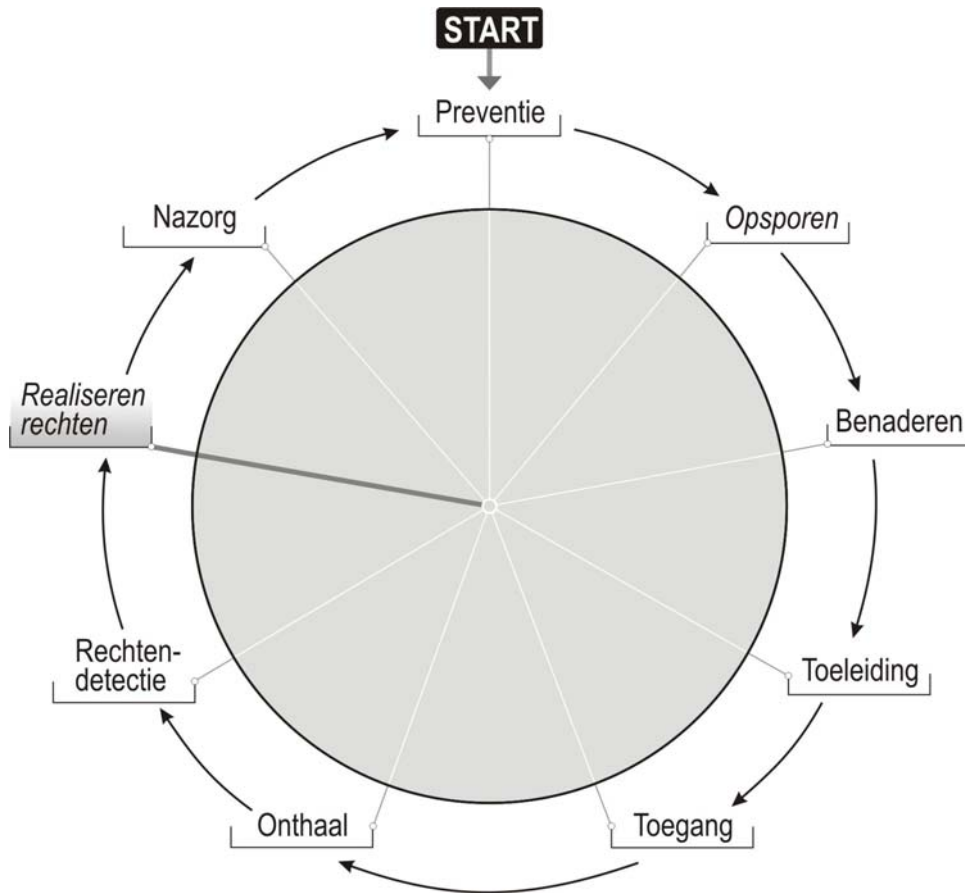 START
Preventie
Opsporen
Benaderen
Toeleiding
Toegang
Onthaal
Rechten-
detectie
Realiseren
rechten
Nazorg